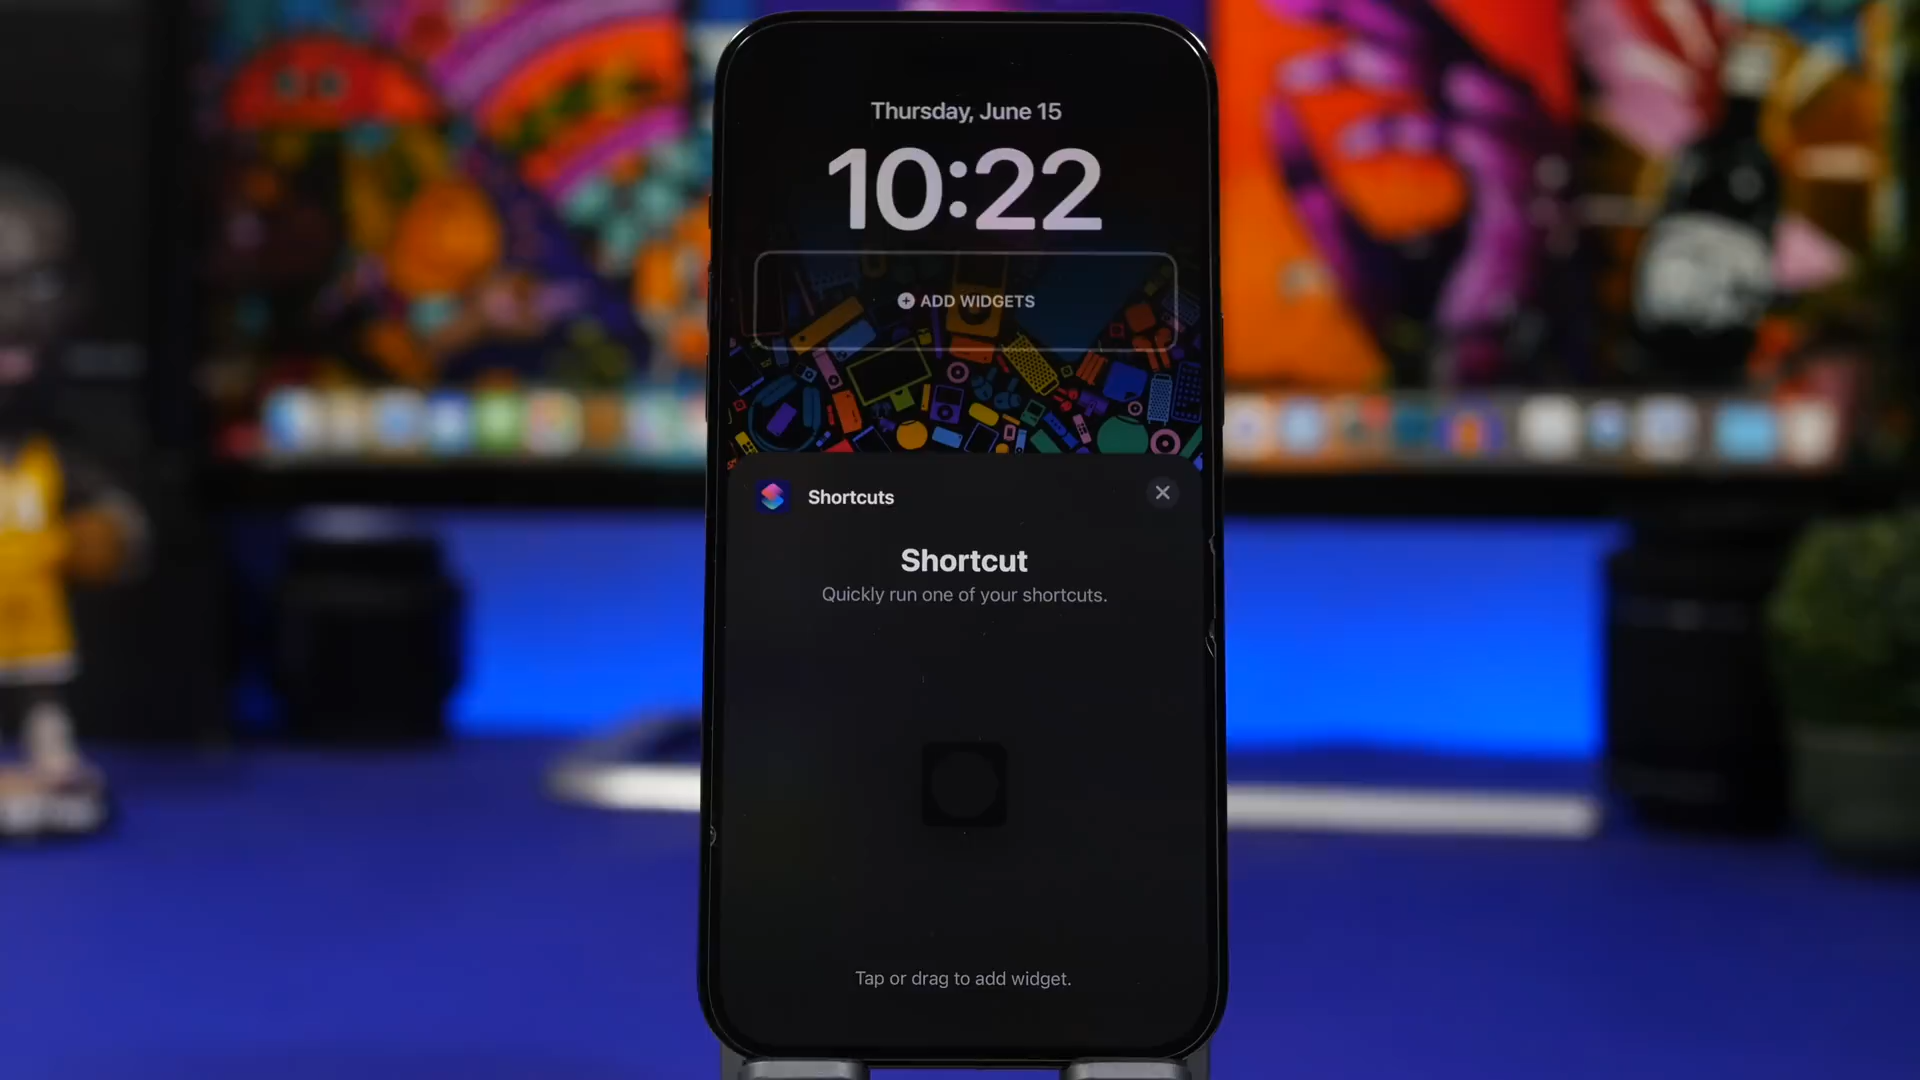 Thursday, June 15
10:22
ADD WIDGETS
Shortcuts
Shortcut
Quickly run one of your shortcuts.
Tap or drag to add widget.